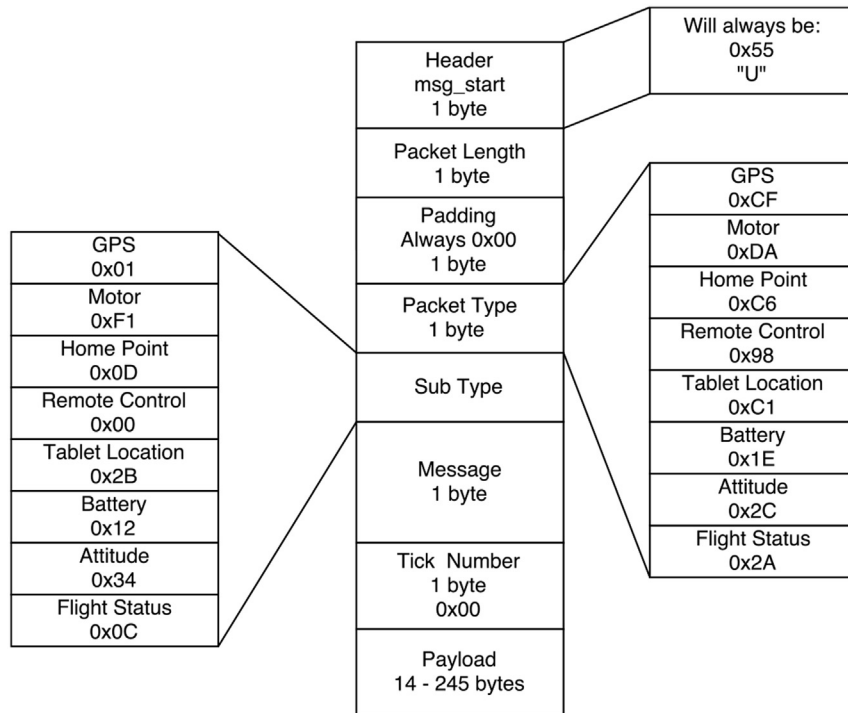 Header
msg_start
1 byte
Packet Length
1 byte
Padding
Always 0x00
1 byte
Packet Type
1 byte
Sub Type
Message
1 byte
Tick Number
1 byte
0x00
Payload
14 - 245 bytes
Will always be:
0x55
"U"
GPS
0xCF
Motor
0xDA
Home Point
0xC6
Remote Control
0x98
Tablet Location
0xC1
Battery
0x1E
Attitude
0x2C
Flight Status
0x2A
GPS
0x01
Motor
0xF1
Home Point
0x0D
Remote Control
0x00
Tablet Location
0x2B
Battery
0x12
Attitude
0x34
Flight Status
0x0C